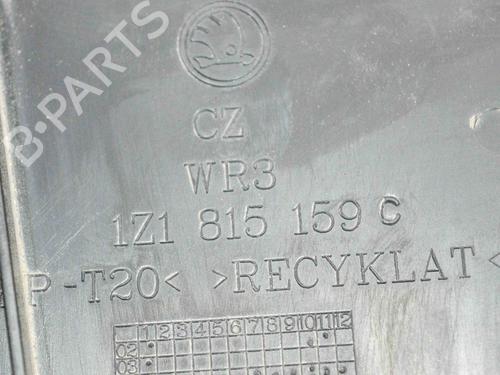 B-PARTS
CZ
WR3
1Z1 815 159 C
P-T20< >RECYKLAT<
1 2 3 4 5 6 7 8 9 10 11 12
02
03